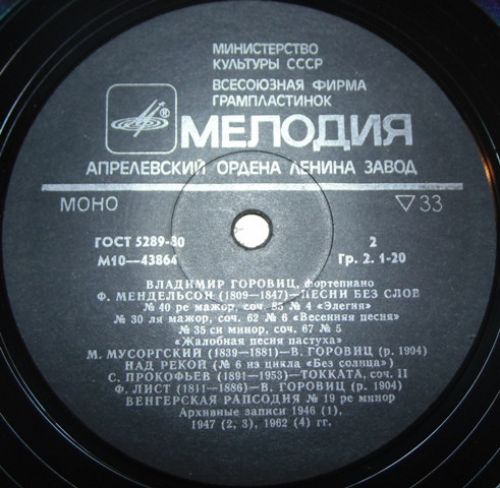 МИНИСТЕРСТВО
КУЛЬТУРЫ СССР
ВСЕСОЮЗНАЯ ФИРМА
ГРАМПЛАСТИНОК
®
МЕЛОДИЯ
АПРЕЛЕВСКИЙ ОРДЕНА ЛЕНИНА ЗАВОД
МОНО ▽33
ГОСТ 5289-80 2
М10—43864 Гр. 2. 1-20
ВЛАДИМИР ГОРОВИЦ, фортепиано
Ф. МЕНДЕЛЬСОН (1809—1847)—ПЕСНИ БЕЗ СЛОВ
№ 40 ре мажор, соч. 85 № 4 «Элегия»
№ 30 ля мажор, соч. 62 № 6 «Весенняя песня»
№ 35 си минор, соч. 67 № 5
«Жалобная песня пастуха»
М. МУСОРГСКИЙ (1839—1881)—В. ГОРОВИЦ (р. 1904)
НАД РЕКОЙ (№ 6 из цикла «Без солнца»)
С. ПРОКОФЬЕВ (1891—1953)—ТОККАТА, соч. 11
Ф. ЛИСТ (1811—1886)—В. ГОРОВИЦ (р. 1904)
ВЕНГЕРСКАЯ РАПСОДИЯ № 19 ре минор
Архивные записи 1946 (1),
1947 (2, 3), 1962 (4) гг.